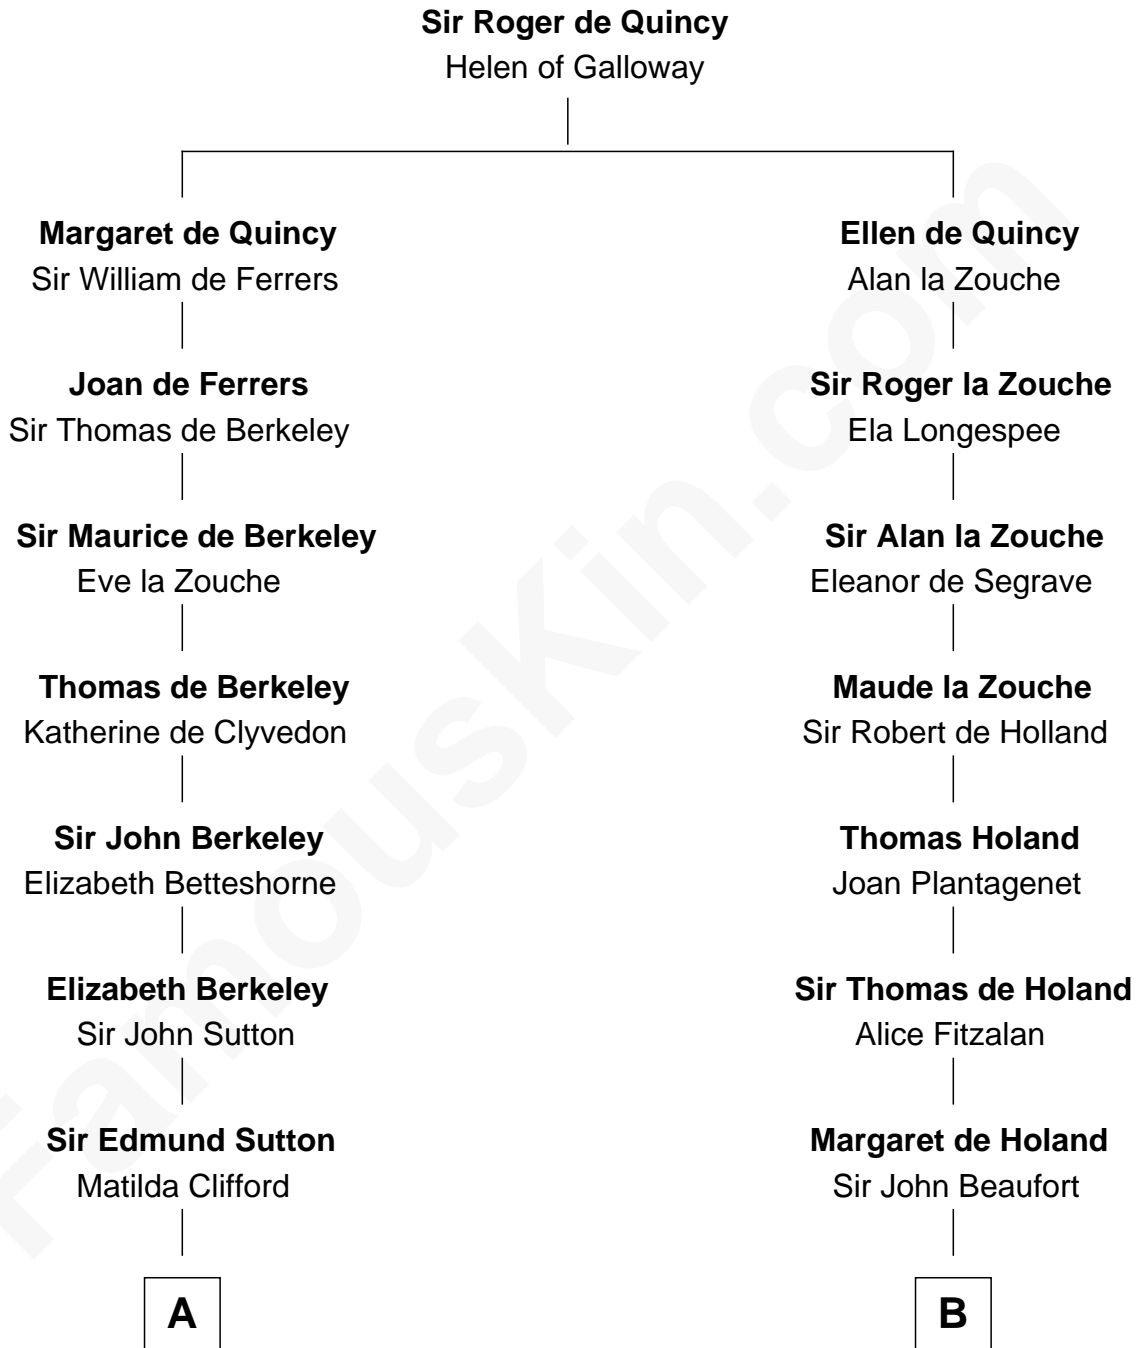 Sir Roger de Quincy
Helen of Galloway
Margaret de Quincy
Sir William de Ferrers
Ellen de Quincy
Alan la Zouche
Joan de Ferrers
Sir Thomas de Berkeley
Sir Roger la Zouche
Ela Longespee
Sir Maurice de Berkeley
Eve la Zouche
Sir Alan la Zouche
Eleanor de Segrave
Thomas de Berkeley
Katherine de Clyvedon
Maude la Zouche
Sir Robert de Holland
Sir John Berkeley
Elizabeth Betteshorne
Thomas Holand
Joan Plantagenet
Elizabeth Berkeley
Sir John Sutton
Sir Thomas de Holand
Alice Fitzalan
Sir Edmund Sutton
Matilda Clifford
Margaret de Holand
Sir John Beaufort
A
B
FamousKin.com